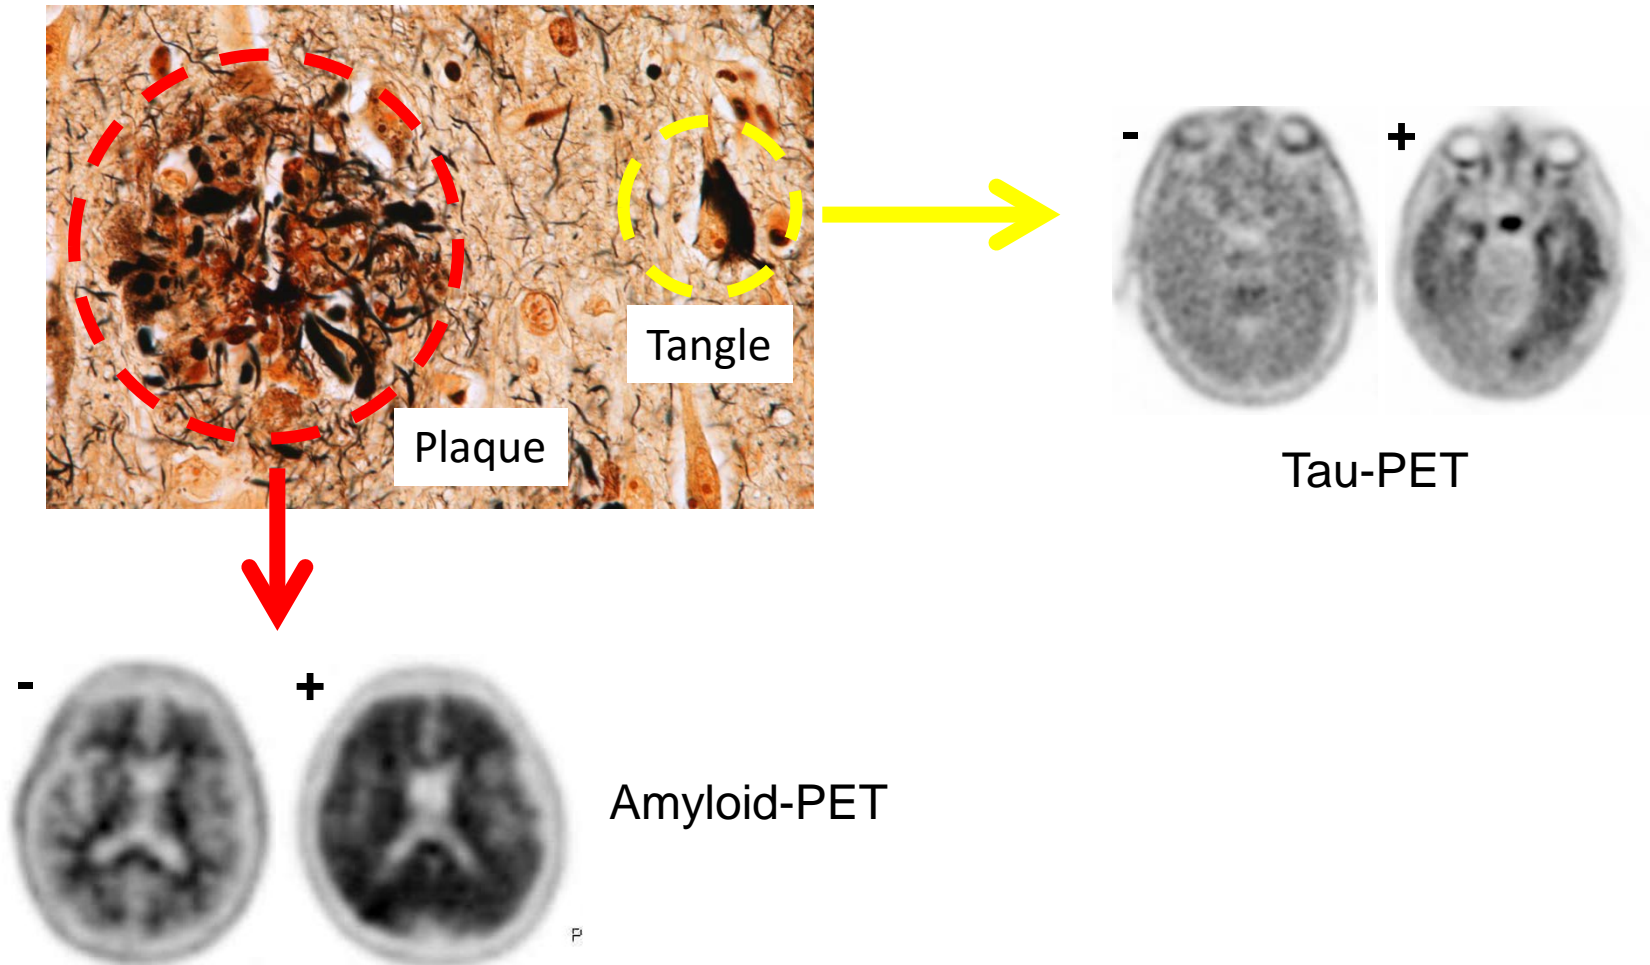 - +
Tangle
Plaque
Tau-PET
- +
Amyloid-PET
P